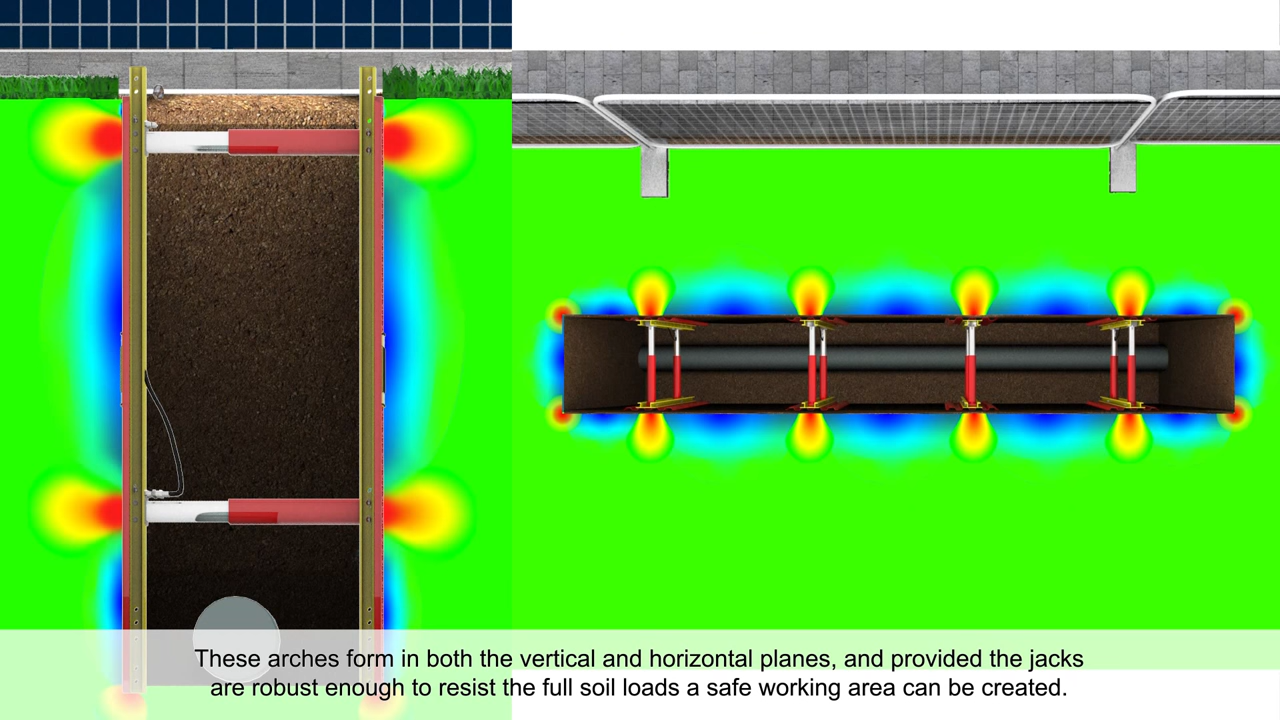 These arches form in both the vertical and horizontal planes, and provided the jacks
are robust enough to resist the full soil loads a safe working area can be created.